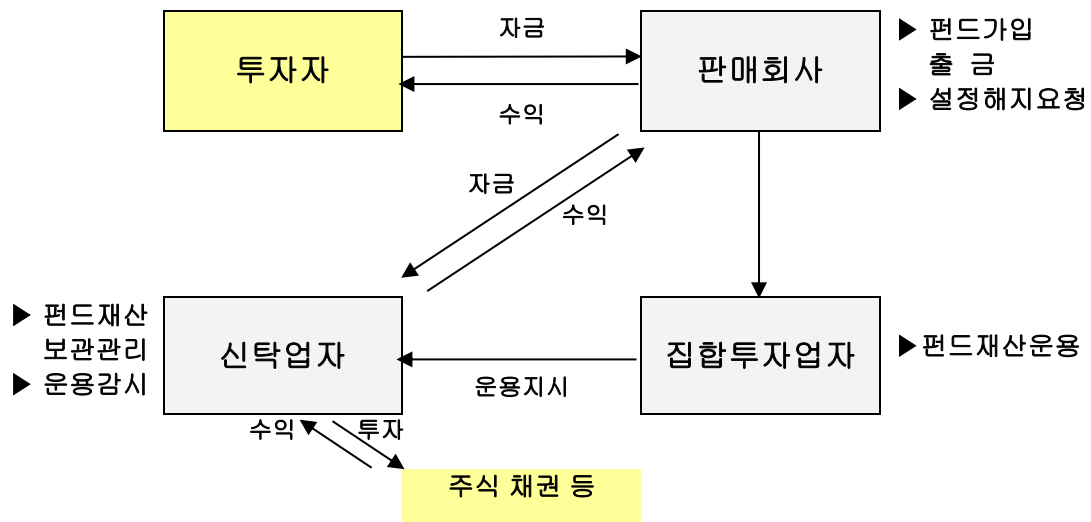 자금
투자자
판매회사
▶ 펀드가입
출 금
▶ 설정해지요청
수익
자금
수익
▶ 펀드재산
보관관리
▶ 운용감시
신탁업자
집합투자업자
▶펀드재산운용
운용지시
수익
투자
주식 채권 등